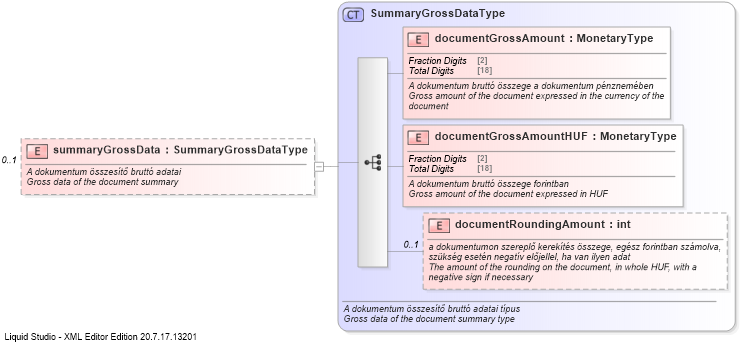 CT SummaryGrossDataType
E documentGrossAmount : MonetaryType
Fraction Digits [2]
Total Digits [18]
A dokumentum bruttó összege a dokumentum pénznemében
Gross amount of the document expressed in the currency of the
document
E documentGrossAmountHUF : MonetaryType
Fraction Digits [2]
Total Digits [18]
A dokumentum bruttó összege forintban
Gross amount of the document expressed in HUF
0..1 E summaryGrossData : SummaryGrossDataType
A dokumentum összesítő bruttó adatai
Gross data of the document summary
0..1 E documentRoundingAmount : int
a dokumentumon szereplő kerekítés összege, egész forintban számolva,
szükség esetén negatív előjellel, ha van ilyen adat
The amount of the rounding on the document, in whole HUF, with a
negative sign if necessary
A dokumentum összesítő bruttó adatai típus
Gross data of the document summary type
Liquid Studio - XML Editor Edition 20.7.17.13201